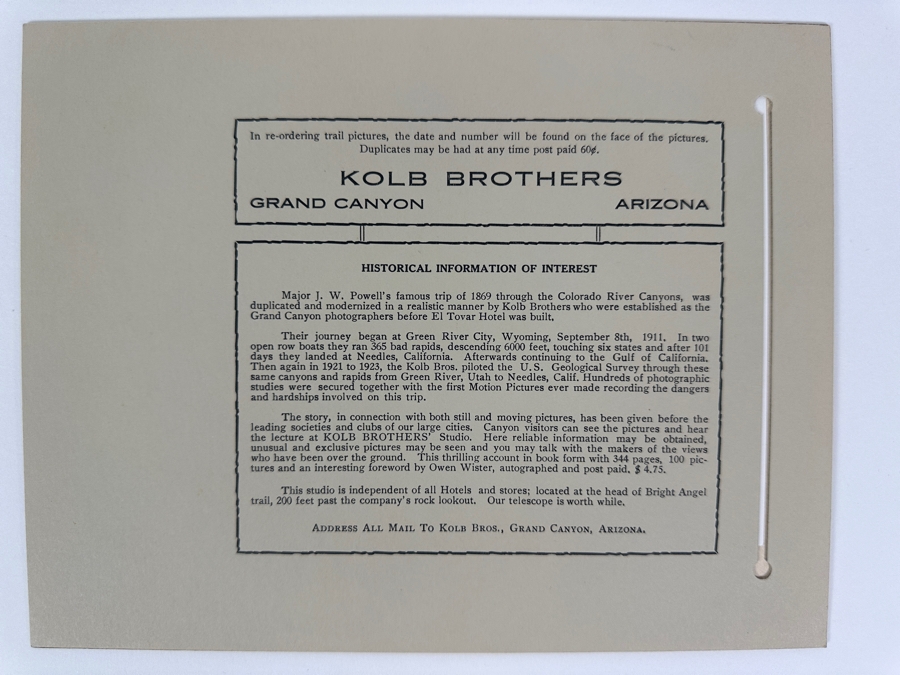 In re-ordering trail pictures, the date and number will be found on the face of the pictures.
Duplicates may be had at any time post paid 60¢.
KOLB BROTHERS
GRAND CANYON ARIZONA
HISTORICAL INFORMATION OF INTEREST
Major J. W. Powell's famous trip of 1869 through the Colorado River Canyons, was
duplicated and modernized in a realistic manner by Kolb Brothers who were established as the
Grand Canyon photographers before El Tovar Hotel was built.
Their journey began at Green River City, Wyoming, September 8th, 1911. In two
open row boats they ran 365 bad rapids, descending 6000 feet, touching six states and after 101
days they landed at Needles, California. Afterwards continuing to the Gulf of California.
Then again in 1921 to 1923, the Kolb Bros. piloted the U.S. Geological Survey through these
same canyons and rapids from Green River, Utah to Needles, Calif. Hundreds of photographic
studies were secured together with the first Motion Pictures ever made recording the dangers
and hardships involved on this trip.
The story, in connection with both still and moving pictures, has been given before the
leading societies and clubs of our large cities. Canyon visitors can see the pictures and hear
the lecture at KOLB BROTHERS' Studio. Here reliable information may be obtained,
unusual and exclusive pictures may be seen and you may talk with the makers of the views
who have been over the ground. This thrilling account in book form with 344 pages, 100 pic-
tures and an interesting foreword by Owen Wister, autographed and post paid. $ 4.75.
This studio is independent of all Hotels and stores; located at the head of Bright Angel
trail, 200 feet past the company's rock lookout. Our telescope is worth while.
ADDRESS ALL MAIL TO KOLB BROS., GRAND CANYON, ARIZONA.